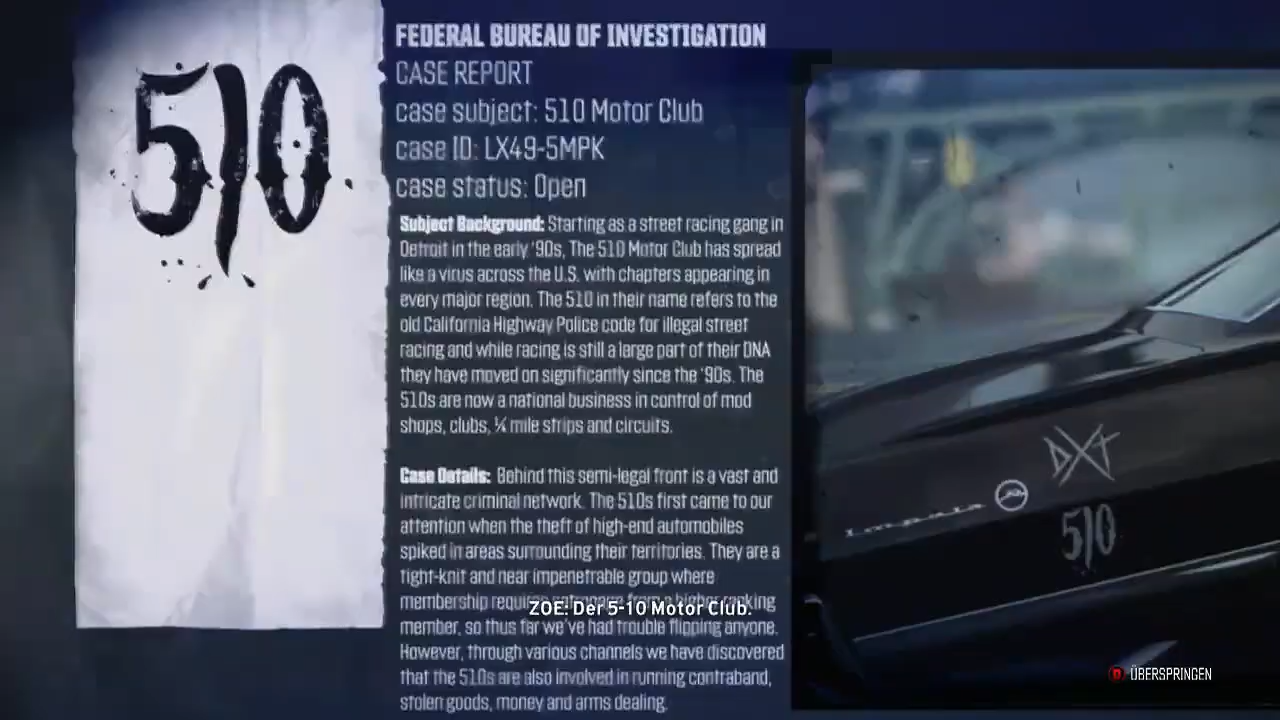 510
FEDERAL BUREAU OF INVESTIGATION
CASE REPORT
case subject: 510 Motor Club
case ID: LX49-5MPK
case status: Open
Subject Background: Starting as a street racing gang in
Detroit in the early '90s, The 510 Motor Club has spread
like a virus across the U.S. with chapters appearing in
every major region. The 510 in their name refers to the
old California Highway Police code for illegal street
racing and while racing is still a large part of their DNA
they have moved on significantly since the '90s. The
510s are now a national business in control of mod
shops, clubs, ¼ mile strips and circuits.
Case Details: Behind this semi-legal front is a vast and
intricate criminal network. The 510s first came to our
attention when the theft of high-end automobiles
spiked in areas surrounding their territories. They are a
tight-knit and near impenetrable group where
membership requires patronage from a higher ranking
member, so thus far we've had trouble flipping anyone.
However, through various channels we have discovered
that the 510s are also involved in running contraband,
stolen goods, money and arms dealing.
ZOE: Der 5-10 Motor Club.
DXT
Impala
510
ÜBERSPRINGEN